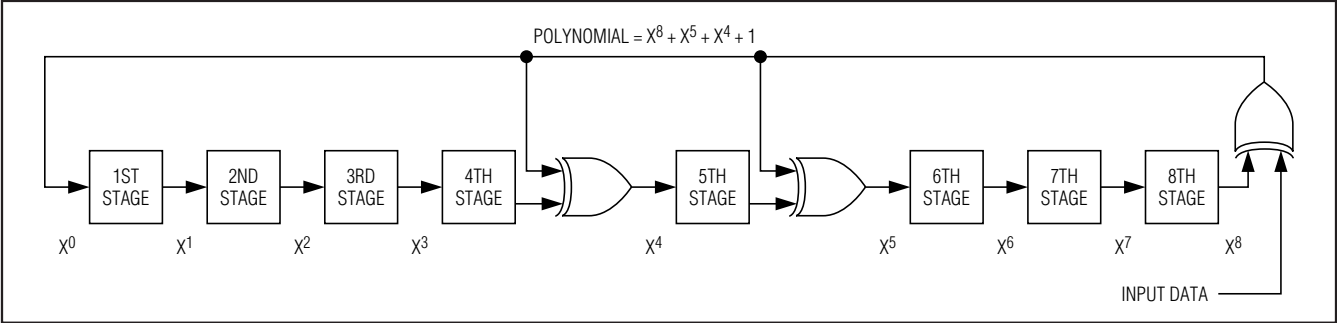 POLYNOMIAL = X⁸ + X⁵ + X⁴ + 1
1ST
STAGE
2ND
STAGE
3RD
STAGE
4TH
STAGE
5TH
STAGE
6TH
STAGE
7TH
STAGE
8TH
STAGE
X⁰
X¹
X²
X³
X⁴
X⁵
X⁶
X⁷
X⁸
INPUT DATA